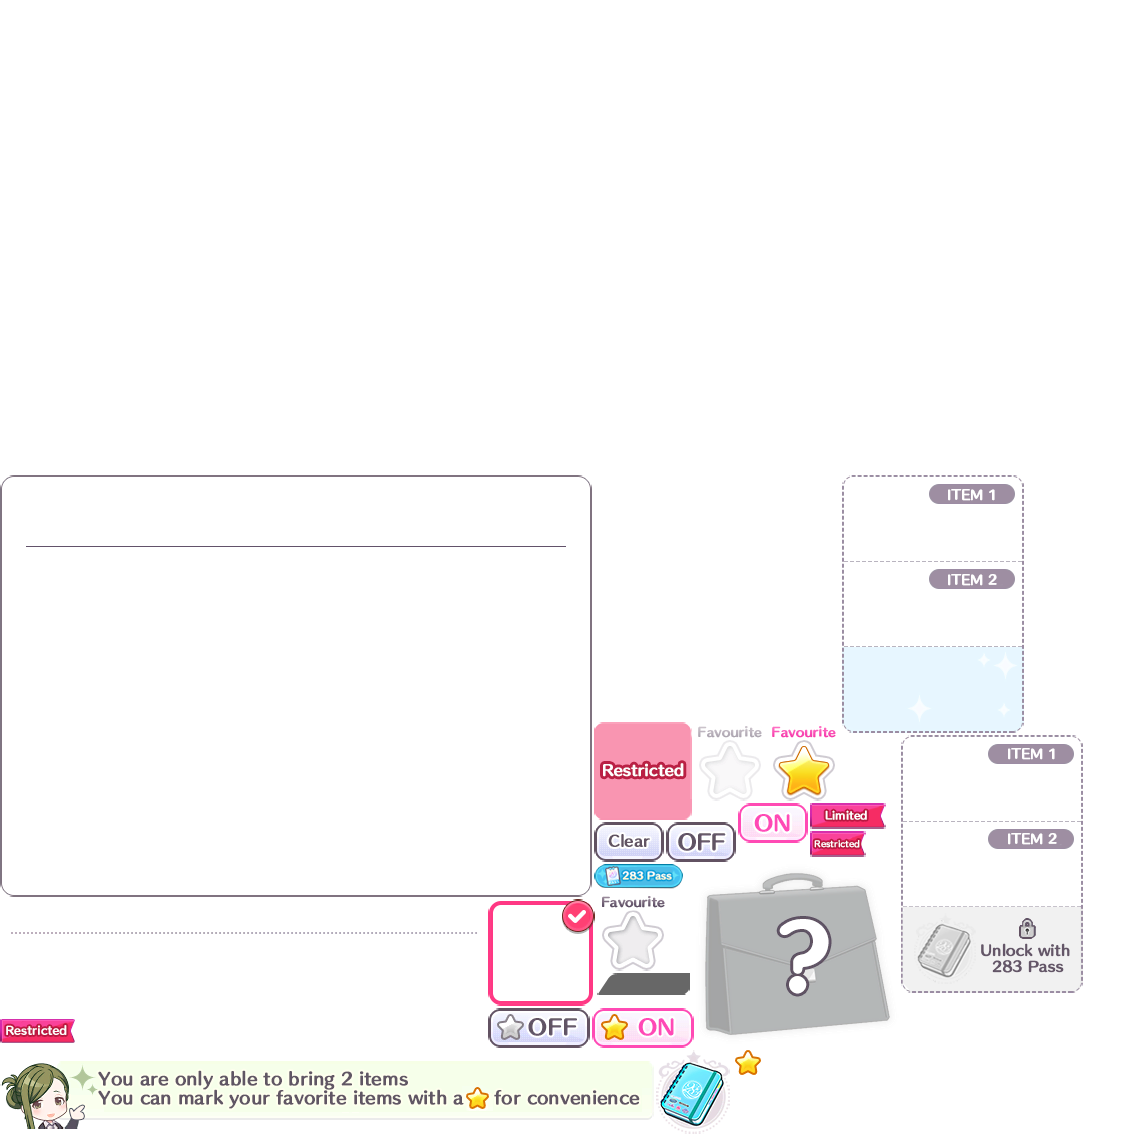 ITEM 1
ITEM 2
Restricted
Favourite
Favourite
ITEM 1
Clear
OFF
ON
Limited
Restricted
ITEM 2
283 Pass
Favourite
?
Unlock with
283 Pass
Restricted
OFF
ON
You are only able to bring 2 items
You can mark your favorite items with a for convenience